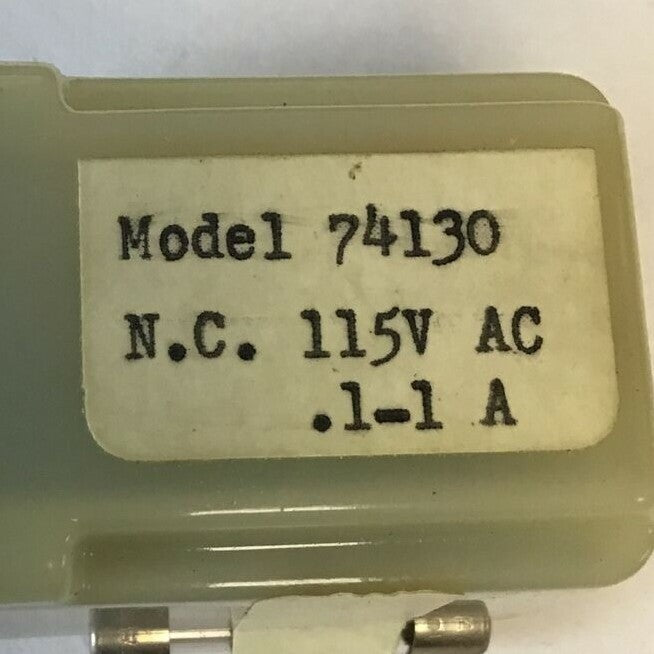 Model 74130
N.C. 115V AC
.1-1 A